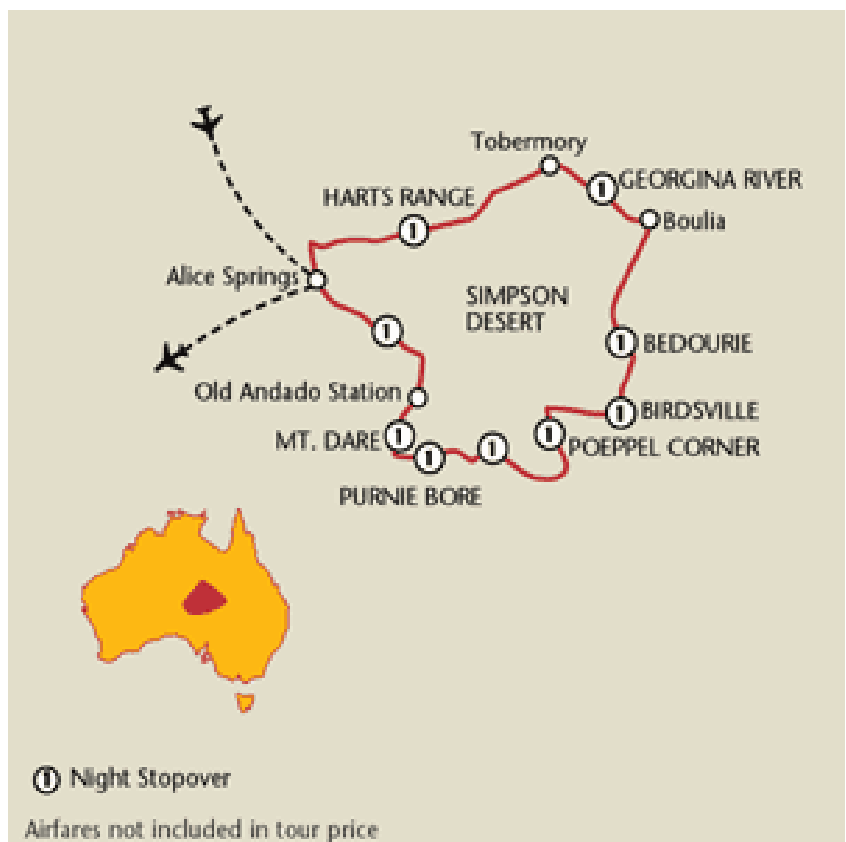 Tobermory
GEORGINA RIVER
HARTS RANGE
1
1
Boulia
Alice Springs
SIMPSON
DESERT
1
1
BEDOURIE
Old Andado Station
1
BIRDSVILLE
MT. DARE
1
1
1
1
POEPPEL CORNER
PURNIE BORE
1 Night Stopover
Airfares not included in tour price